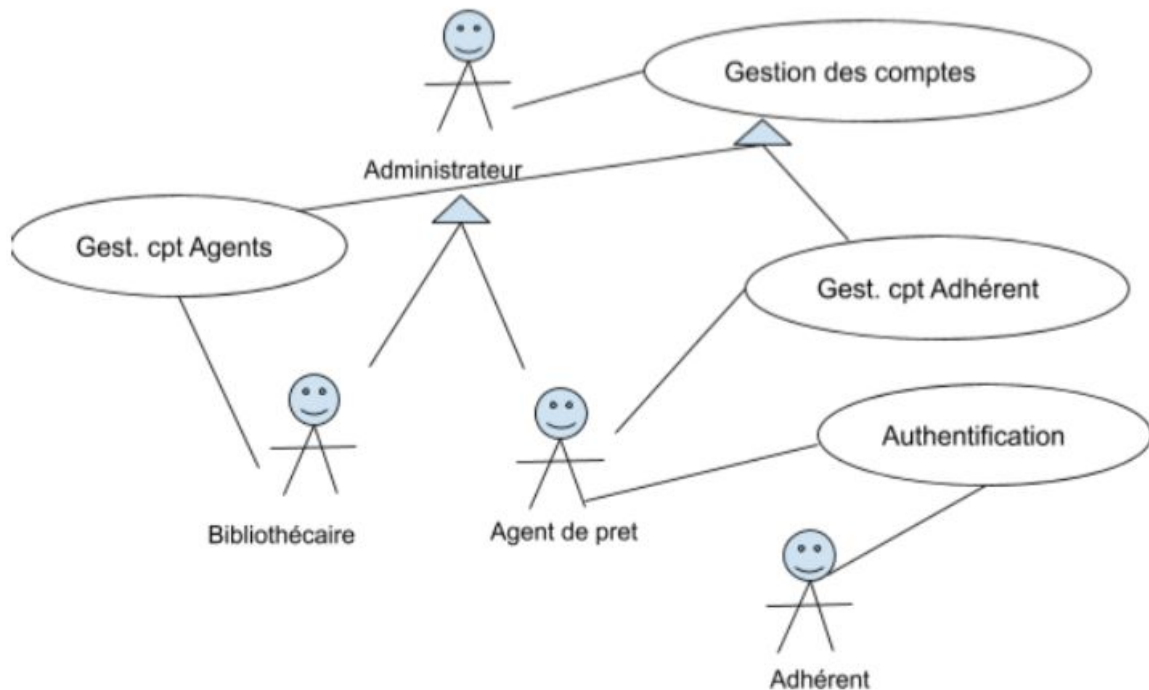 Gestion des comptes
Administrateur
Gest. cpt Agents
Gest. cpt Adhérent
Authentification
Bibliothécaire
Agent de pret
Adhérent